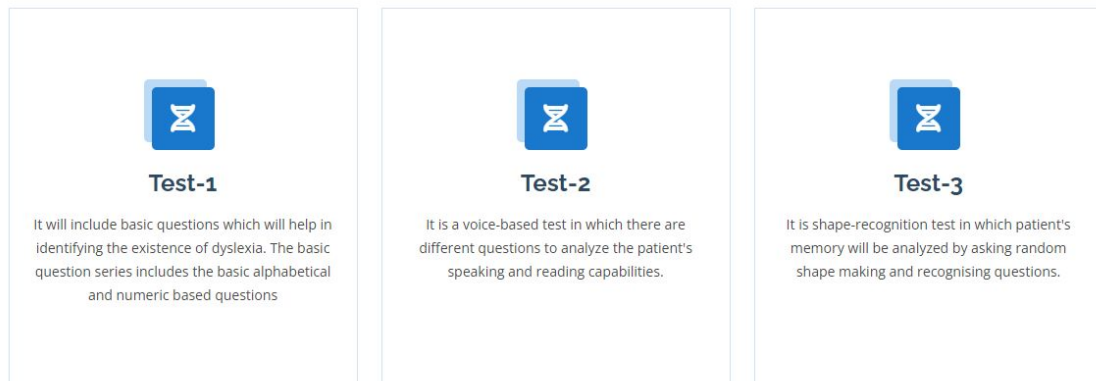 Test-1
It will include basic questions which will help in
identifying the existence of dyslexia. The basic
question series includes the basic alphabetical
and numeric based questions
Test-2
It is a voice-based test in which there are
different questions to analyze the patient's
speaking and reading capabilities.
Test-3
It is shape-recognition test in which patient's
memory will be analyzed by asking random
shape making and recognising questions.